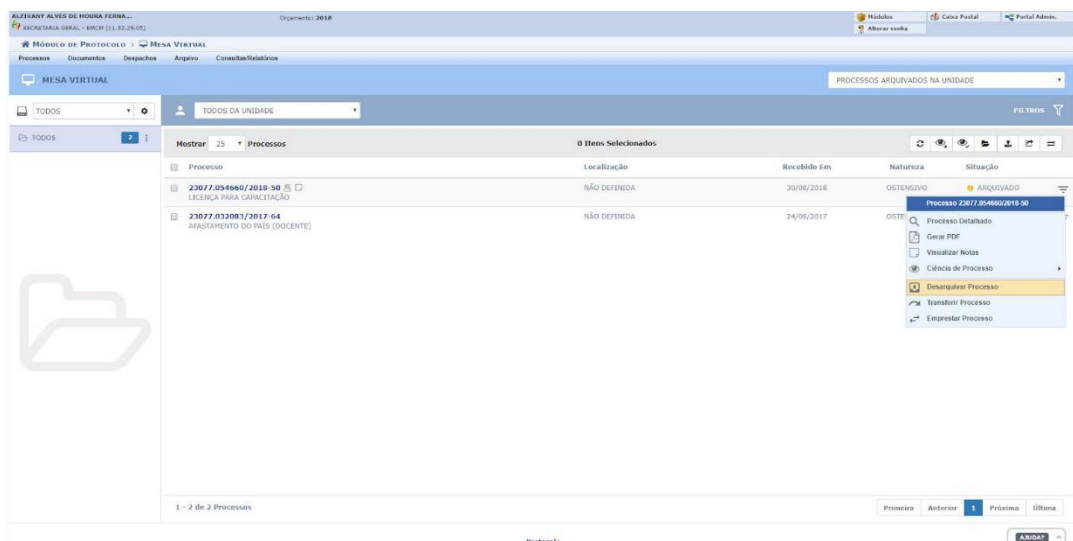 ALZIVANY ALVES DE MOURA FERNA... Orçamento: 2018 Módulos Caixa Postal Portal Admin.
SECRETARIA GERAL - EMCM (11.32.26.05) Alterar senha
MÓDULO DE PROTOCOLO > MESA VIRTUAL
Processos Documentos Despachos Arquivo Consultas/Relatórios
MESA VIRTUAL PROCESSOS ARQUIVADOS NA UNIDADE
TODOS TODOS DA UNIDADE FILTROS
TODOS 2 Mostrar 25 Processos 0 Itens Selecionados
Processo Localização Recebido Em Natureza Situação
23077.054660/2018-50 NÃO DEFINIDA 30/08/2018 OSTENSIVO ARQUIVADO
LICENÇA PARA CAPACITAÇÃO
Processo 23077.054660/2018-50
23077.032083/2017-64 NÃO DEFINIDA 24/08/2017 OSTE
AFASTAMENTO DO PAÍS (DOCENTE)
Processo Detalhado
Gerar PDF
Visualizar Notas
Ciência de Processo
Desarquivar Processo
Transferir Processo
Emprestar Processo
1 - 2 de 2 Processos Primeira Anterior 1 Próxima Última
Protocolo AJUDA?